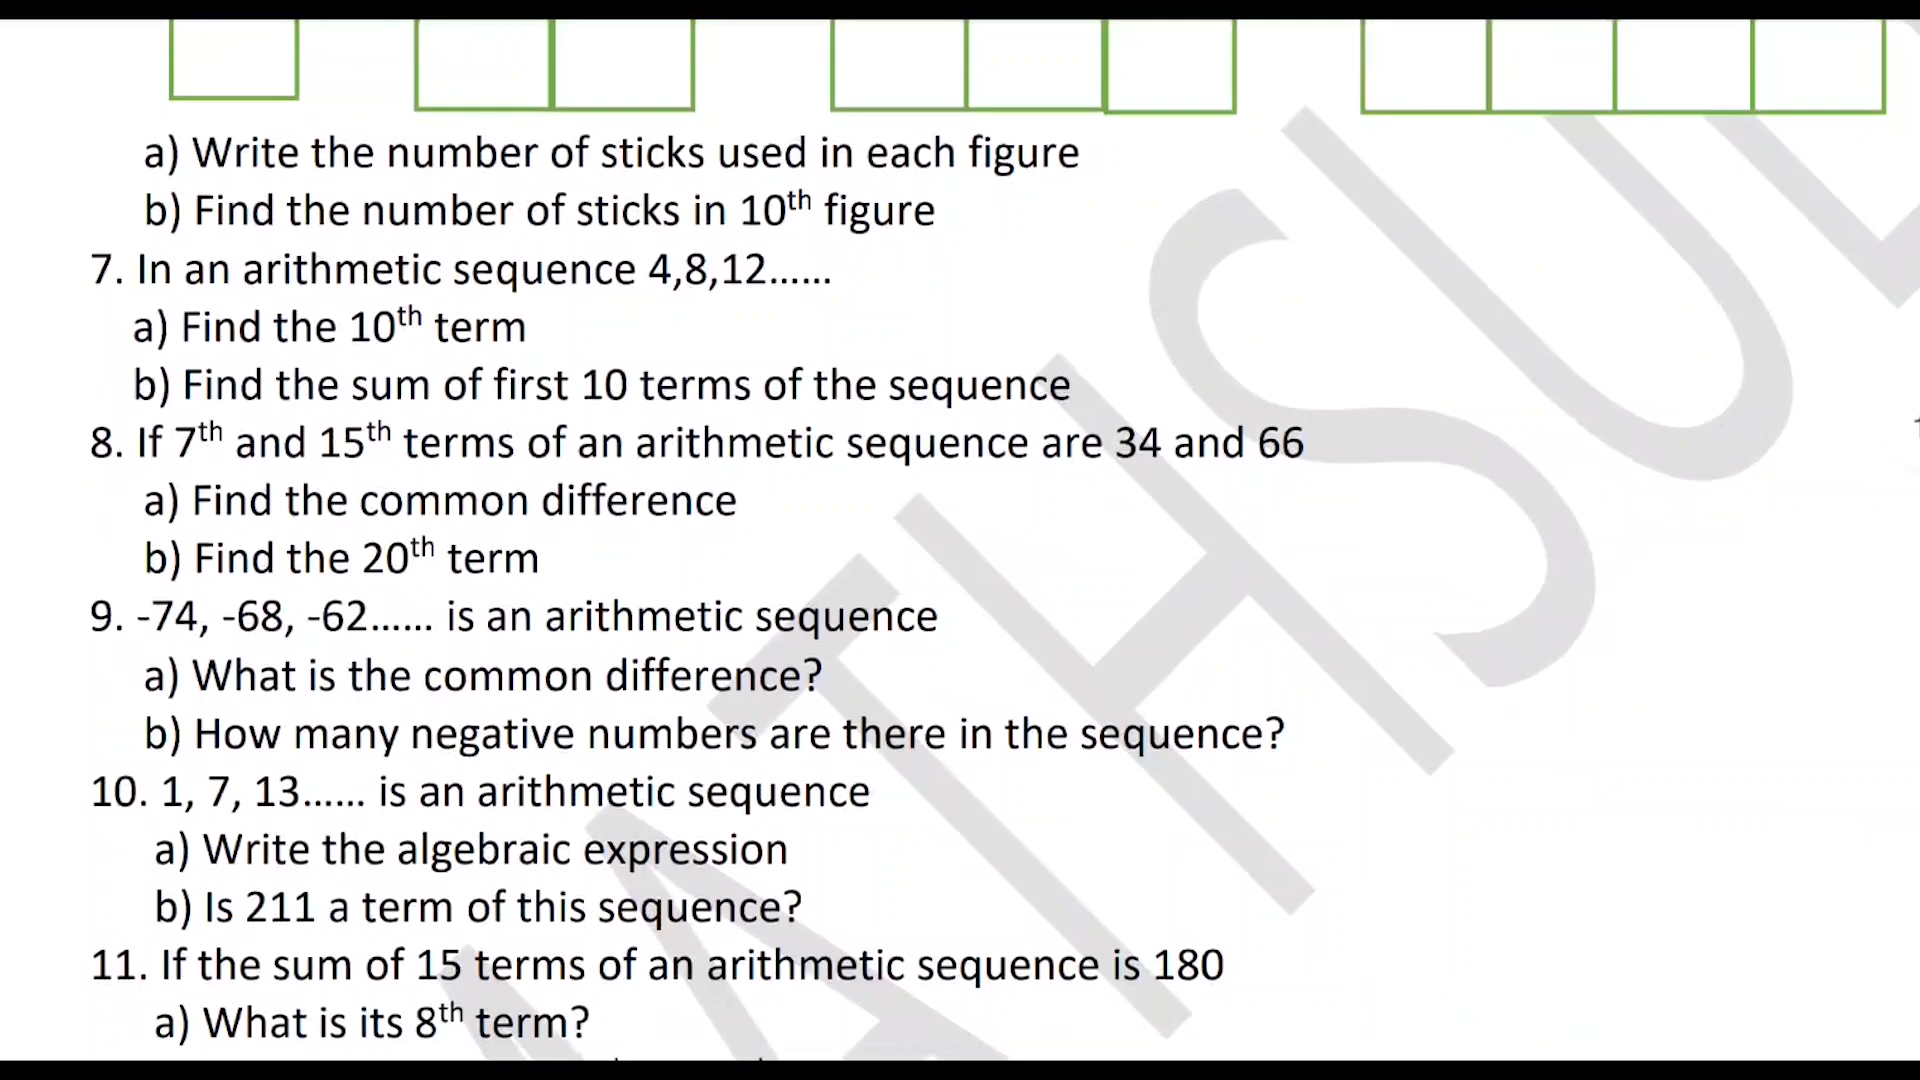 a) Write the number of sticks used in each figure
b) Find the number of sticks in 10th figure
7. In an arithmetic sequence 4,8,12......
a) Find the 10th term
b) Find the sum of first 10 terms of the sequence
8. If 7th and 15th terms of an arithmetic sequence are 34 and 66
a) Find the common difference
b) Find the 20th term
9. -74, -68, -62...... is an arithmetic sequence
a) What is the common difference?
b) How many negative numbers are there in the sequence?
10. 1, 7, 13...... is an arithmetic sequence
a) Write the algebraic expression
b) Is 211 a term of this sequence?
11. If the sum of 15 terms of an arithmetic sequence is 180
a) What is its 8th term?